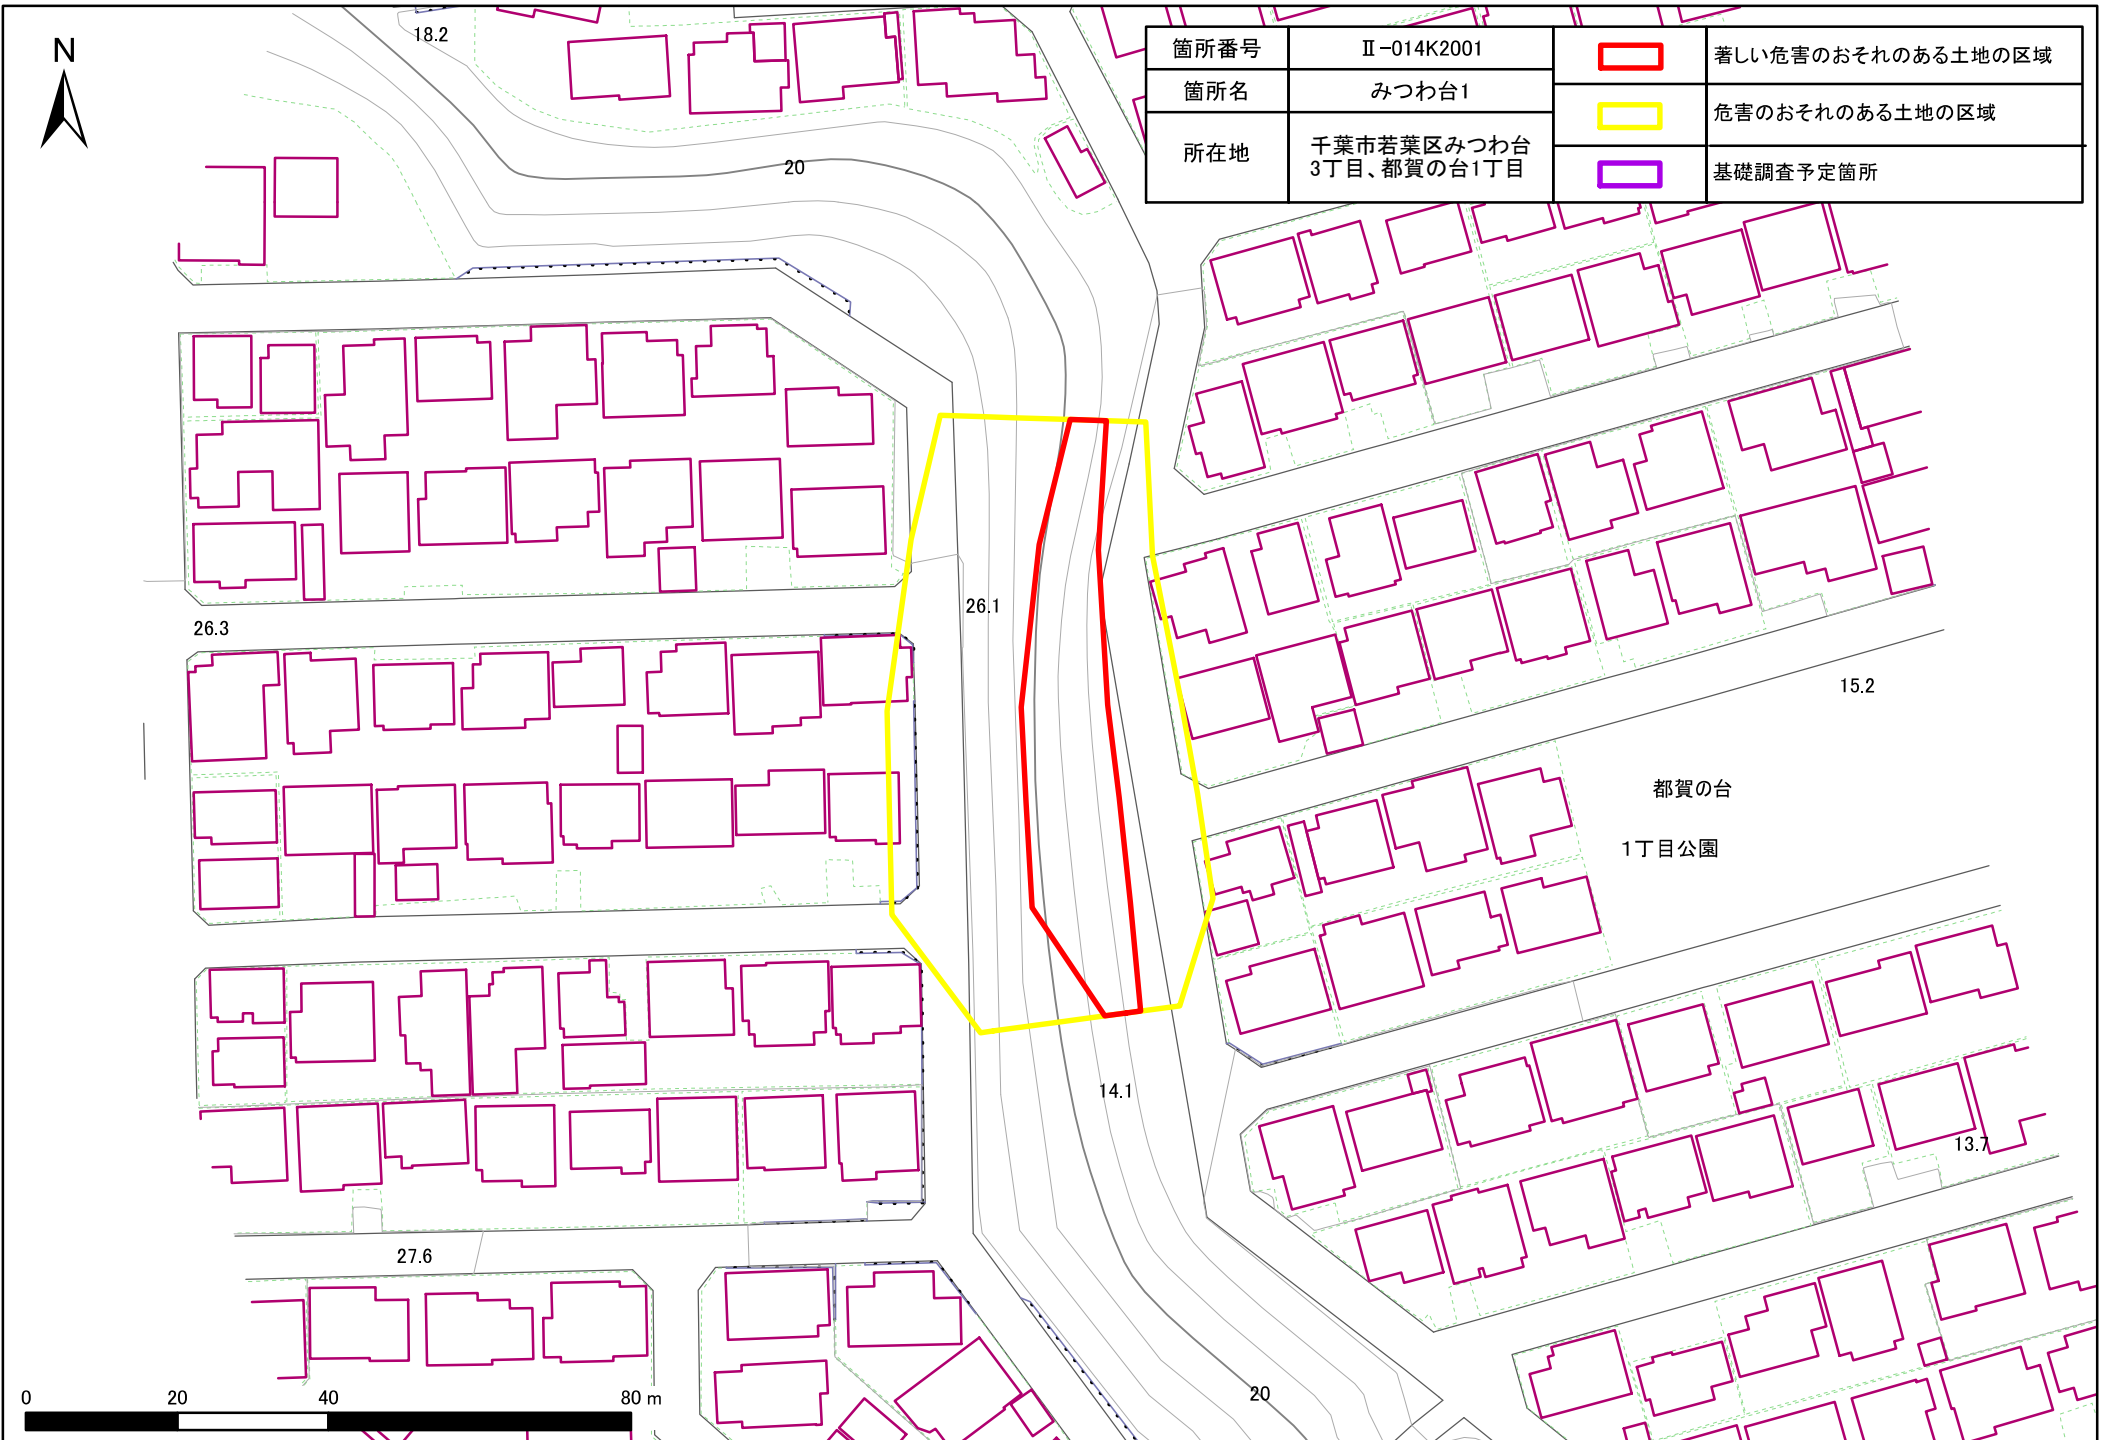 N
18.2
20
箇所番号 Ⅱ-014K2001
箇所名 みつわ台1
所在地 千葉市若葉区みつわ台
3丁目、都賀の台1丁目
著しい危害のおそれのある土地の区域
危害のおそれのある土地の区域
基礎調査予定箇所
26.1
26.3
15.2
都賀の台
1丁目公園
14.1
13.7
27.6
20
0 20 40 80 m